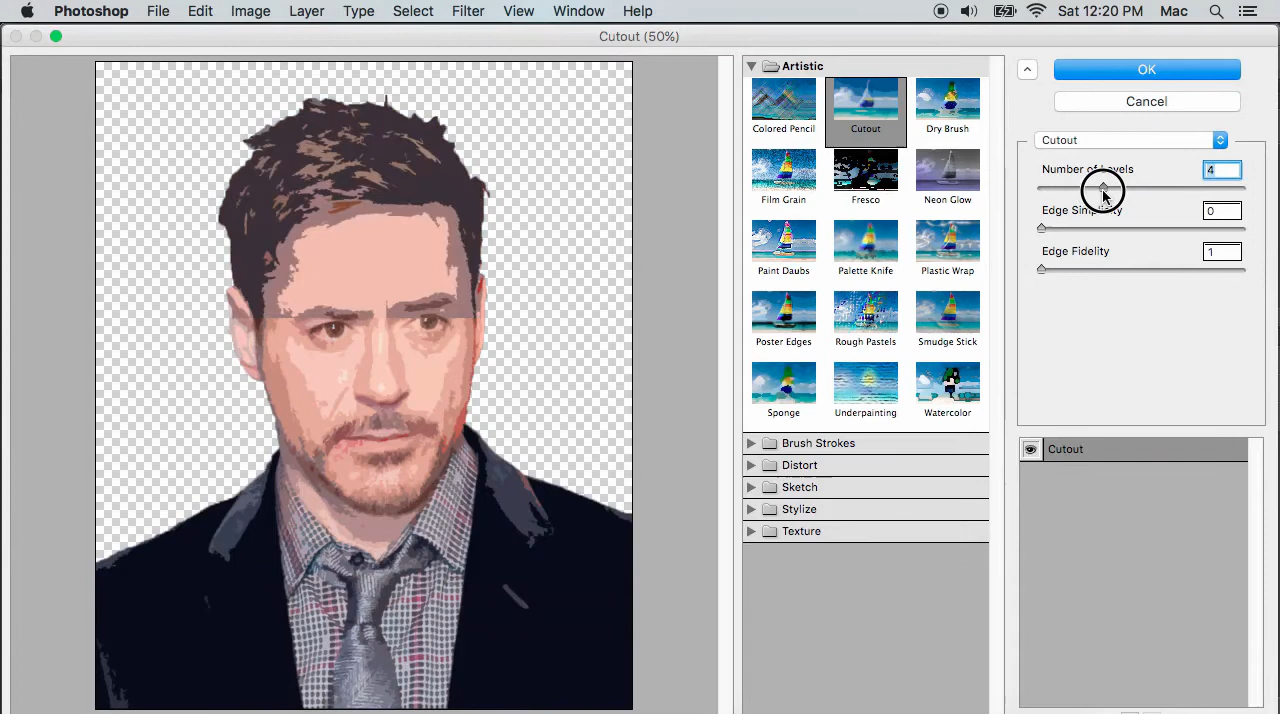 Photoshop File Edit Image Layer Type Select Filter View Window Help Sat 12:20 PM Mac
Cutout (50%)
Artistic
Colored Pencil Cutout Dry Brush
Film Grain Fresco Neon Glow
Paint Daubs Palette Knife Plastic Wrap
Poster Edges Rough Pastels Smudge Stick
Sponge Underpainting Watercolor
Brush Strokes
Distort
Sketch
Stylize
Texture
OK
Cancel
Cutout
Number of Levels 4
Edge Simplicity 0
Edge Fidelity 1
Cutout